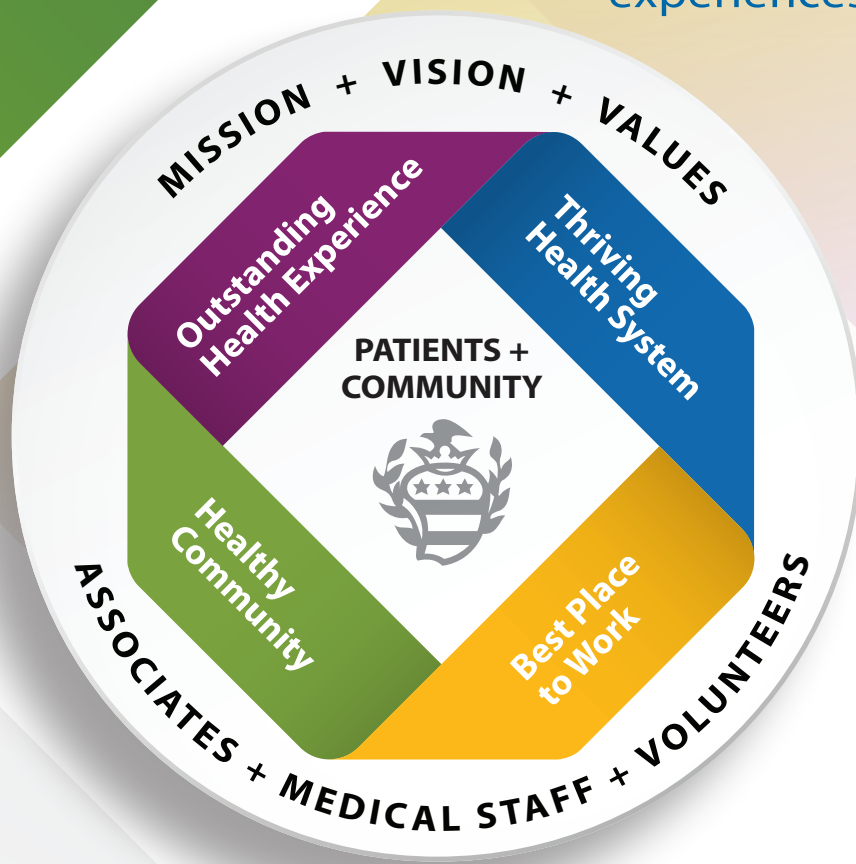 experiences
MISSION + VISION + VALUES
Outstanding
Health Experience
Thriving
Health System
PATIENTS +
COMMUNITY
Healthy
Community
Best Place
to Work
ASSOCIATES + MEDICAL STAFF + VOLUNTEERS